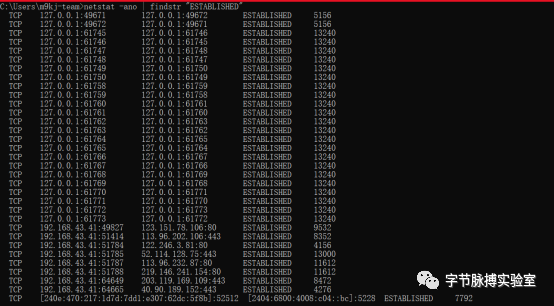 C:\Users\m9kj-team>netstat -ano | findstr "ESTABLISHED"
TCP 127.0.0.1:49671 127.0.0.1:49672 ESTABLISHED 5156
TCP 127.0.0.1:49672 127.0.0.1:49671 ESTABLISHED 5156
TCP 127.0.0.1:61745 127.0.0.1:61746 ESTABLISHED 13240
TCP 127.0.0.1:61746 127.0.0.1:61745 ESTABLISHED 13240
TCP 127.0.0.1:61747 127.0.0.1:61748 ESTABLISHED 13240
TCP 127.0.0.1:61748 127.0.0.1:61747 ESTABLISHED 13240
TCP 127.0.0.1:61749 127.0.0.1:61750 ESTABLISHED 13240
TCP 127.0.0.1:61750 127.0.0.1:61749 ESTABLISHED 13240
TCP 127.0.0.1:61758 127.0.0.1:61759 ESTABLISHED 13240
TCP 127.0.0.1:61759 127.0.0.1:61758 ESTABLISHED 13240
TCP 127.0.0.1:61760 127.0.0.1:61761 ESTABLISHED 13240
TCP 127.0.0.1:61761 127.0.0.1:61760 ESTABLISHED 13240
TCP 127.0.0.1:61762 127.0.0.1:61763 ESTABLISHED 13240
TCP 127.0.0.1:61763 127.0.0.1:61762 ESTABLISHED 13240
TCP 127.0.0.1:61764 127.0.0.1:61765 ESTABLISHED 13240
TCP 127.0.0.1:61765 127.0.0.1:61764 ESTABLISHED 13240
TCP 127.0.0.1:61766 127.0.0.1:61767 ESTABLISHED 13240
TCP 127.0.0.1:61767 127.0.0.1:61766 ESTABLISHED 13240
TCP 127.0.0.1:61768 127.0.0.1:61769 ESTABLISHED 13240
TCP 127.0.0.1:61769 127.0.0.1:61768 ESTABLISHED 13240
TCP 127.0.0.1:61770 127.0.0.1:61771 ESTABLISHED 13240
TCP 127.0.0.1:61771 127.0.0.1:61770 ESTABLISHED 13240
TCP 127.0.0.1:61772 127.0.0.1:61773 ESTABLISHED 13240
TCP 127.0.0.1:61773 127.0.0.1:61772 ESTABLISHED 13240
TCP 192.168.43.41:49827 123.151.78.106:80 ESTABLISHED 9532
TCP 192.168.43.41:51414 113.96.202.106:443 ESTABLISHED 8352
TCP 192.168.43.41:51784 122.246.3.81:80 ESTABLISHED 4156
TCP 192.168.43.41:51785 52.114.128.75:443 ESTABLISHED 13000
TCP 192.168.43.41:51787 113.96.232.87:80 ESTABLISHED 11612
TCP 192.168.43.41:51788 219.146.241.154:80 ESTABLISHED 11612
TCP 192.168.43.41:64649 203.119.169.109:443 ESTABLISHED 8472
TCP 192.168.43.41:64665 40.90.189.152:443 ESTABLISHED 4276
TCP [240e:470:217:1d7d:7dd1:e307:62dc:5f8b]:52512 [2404:6800:4008:c04::bc]:5228 ESTABLISHED 7792
字节脉搏实验室